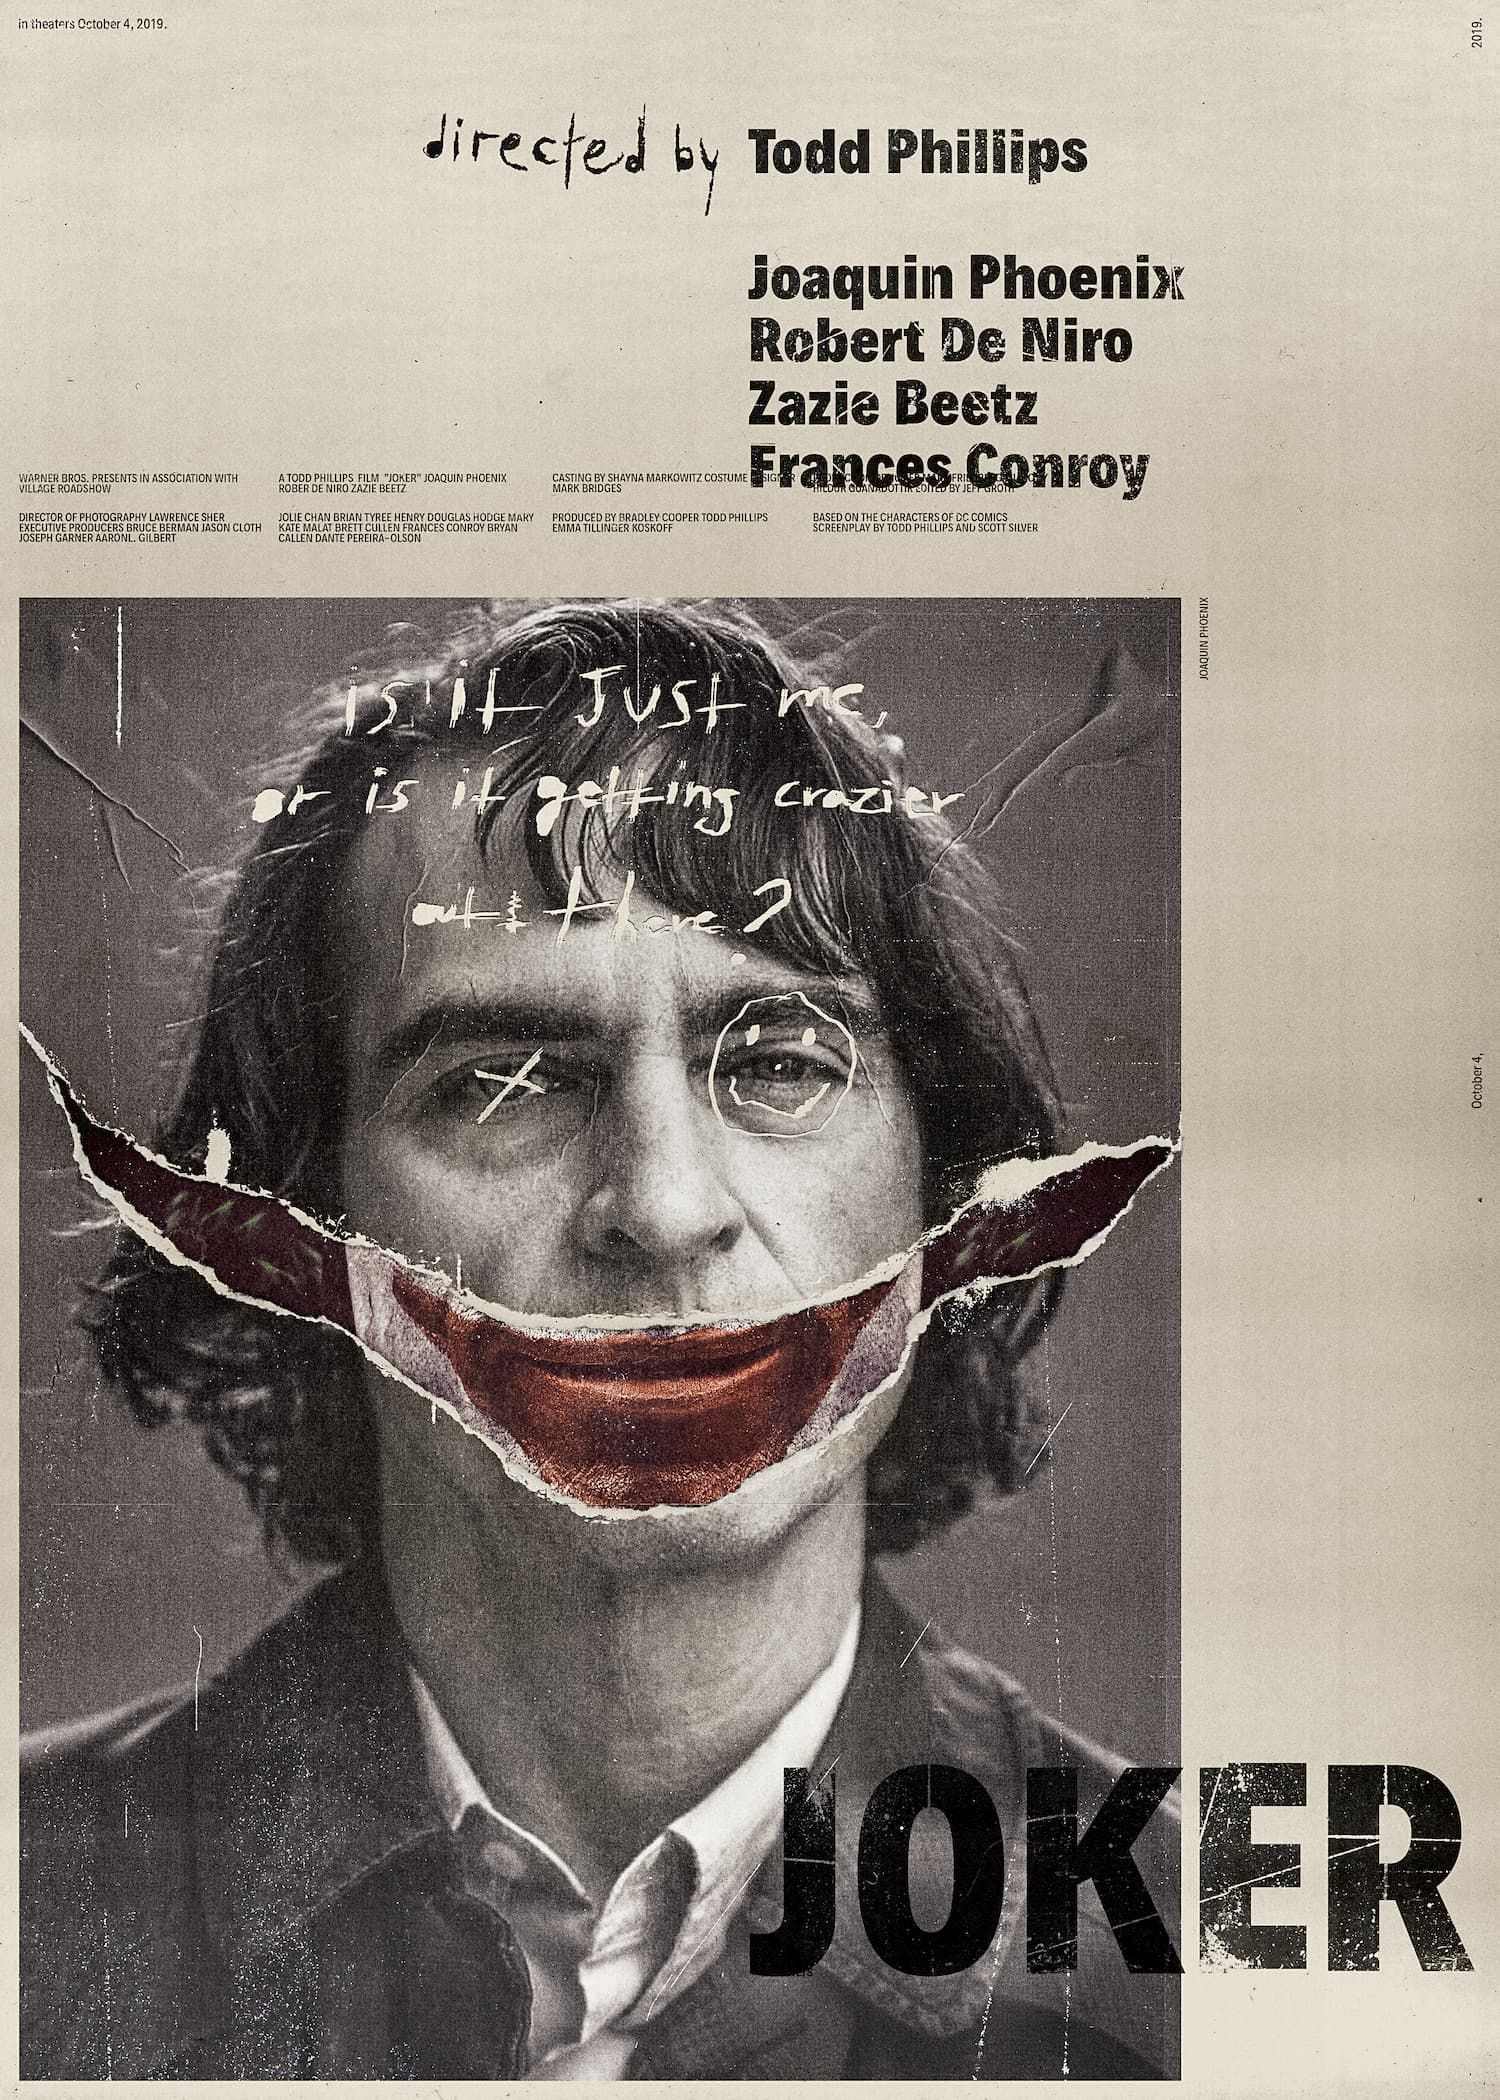 in theaters October 4, 2019.
2019.
directed by Todd Phillips
Joaquin Phoenix
Robert De Niro
Zazie Beetz
Frances Conroy
WARNER BROS. PRESENTS IN ASSOCIATION WITH
VILLAGE ROADSHOW
A TODD PHILLIPS FILM "JOKER" JOAQUIN PHOENIX
ROBER DE NIRO ZAZIE BEETZ
CASTING BY SHAYNA MARKOWITZ COSTUME DESIGNER
MARK BRIDGES
EDITED BY JEFF GROTH
DIRECTOR OF PHOTOGRAPHY LAWRENCE SHER
EXECUTIVE PRODUCERS BRUCE BERMAN JASON CLOTH
JOSEPH GARNER AARONL. GILBERT
JOLIE CHAN BRIAN TYREE HENRY DOUGLAS HODGE MARY
KATE MALAT BRETT CULLEN FRANCES CONROY BRYAN
CALLEN DANTE PEREIRA-OLSON
PRODUCED BY BRADLEY COOPER TODD PHILLIPS
EMMA TILLINGER KOSKOFF
BASED ON THE CHARACTERS OF DC COMICS
SCREENPLAY BY TODD PHILLIPS AND SCOTT SILVER
JOAQUIN PHOENIX
is it Just me,
or is it getting crazier
out there?
October 4,
JOKER